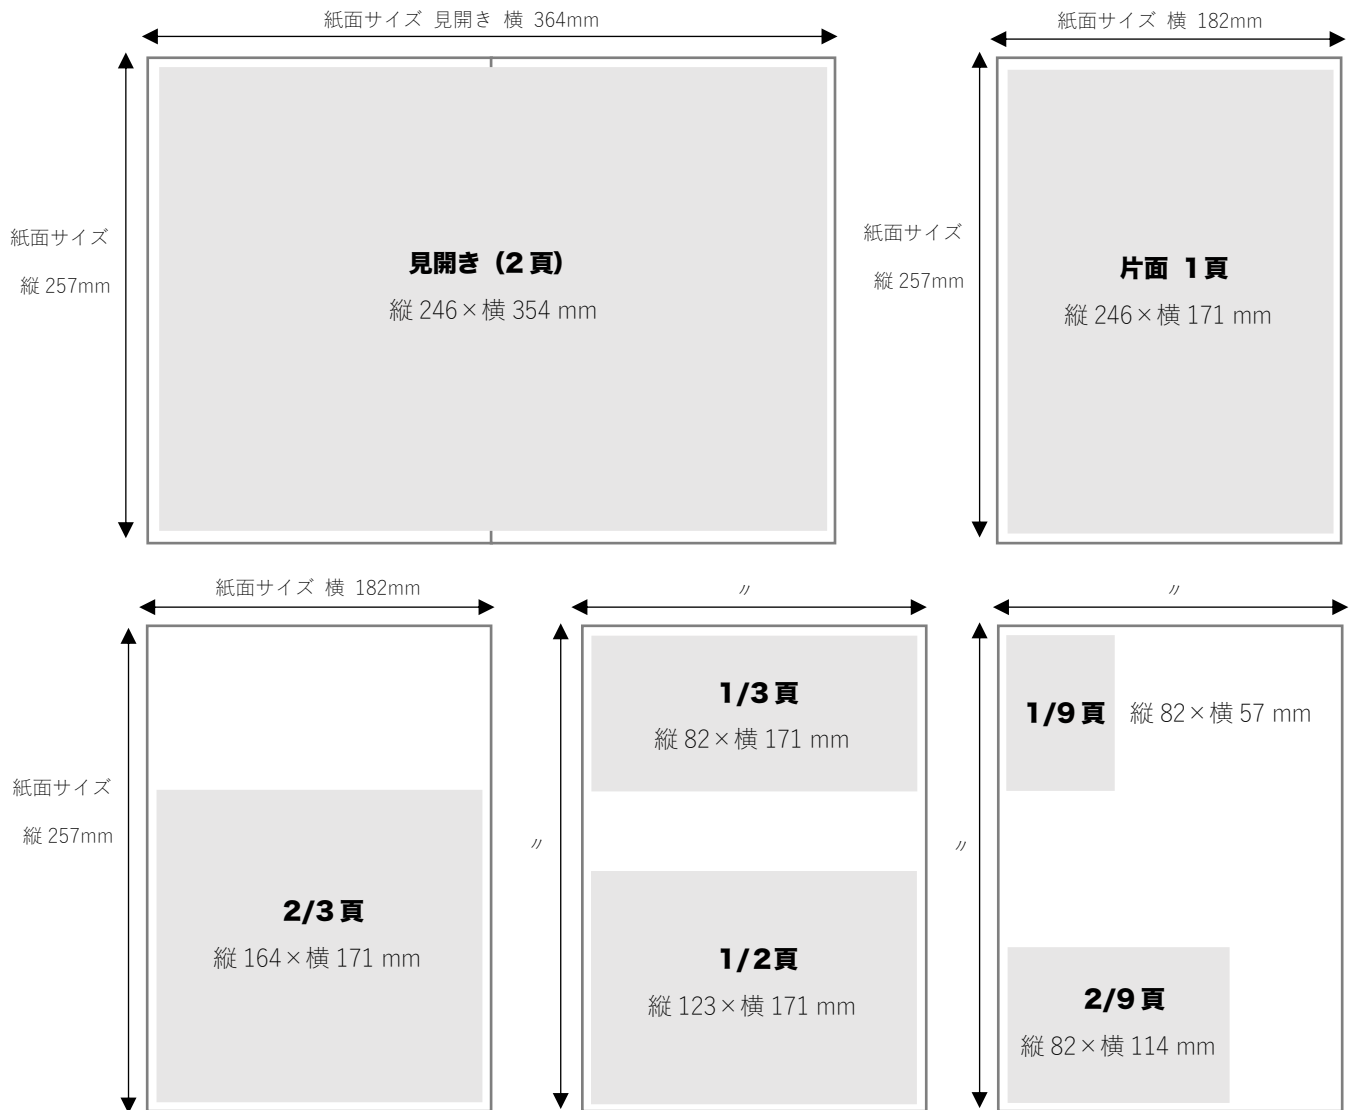 紙面サイズ 見開き 横 364mm
紙面サイズ 横 182mm
紙面サイズ
縦 257mm
見開き（2 頁）
縦 246×横 354 mm
紙面サイズ
縦 257mm
片面 1頁
縦 246×横 171 mm
紙面サイズ 横 182mm
〃
〃
紙面サイズ
縦 257mm
2/3 頁
縦 164×横 171 mm
〃
1/3 頁
縦 82×横 171 mm
1/2頁
縦 123×横 171 mm
〃
1/9 頁 縦 82×横 57 mm
2/9 頁
縦 82×横 114 mm